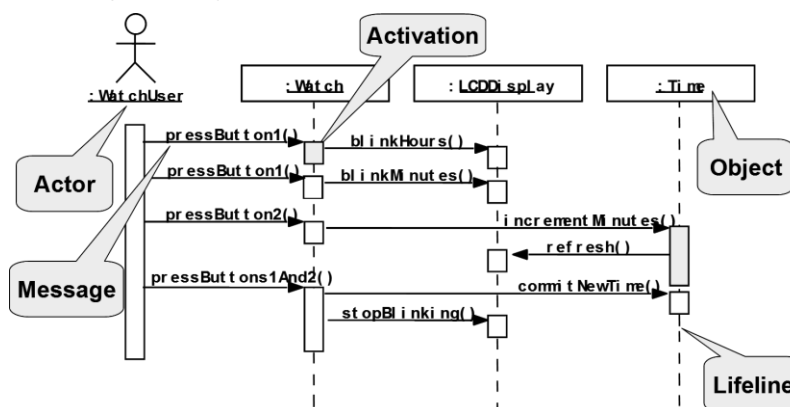 Activation
: WatchUser
: Watch
: LCDDisplay
: Time
pressButton1()
blinkHours()
Object
Actor
pressButton1()
blinkMinutes()
pressButton2()
incrementMinutes()
refresh()
Message
pressButtons1And2()
commitNewTime()
stopBlinking()
Lifeline